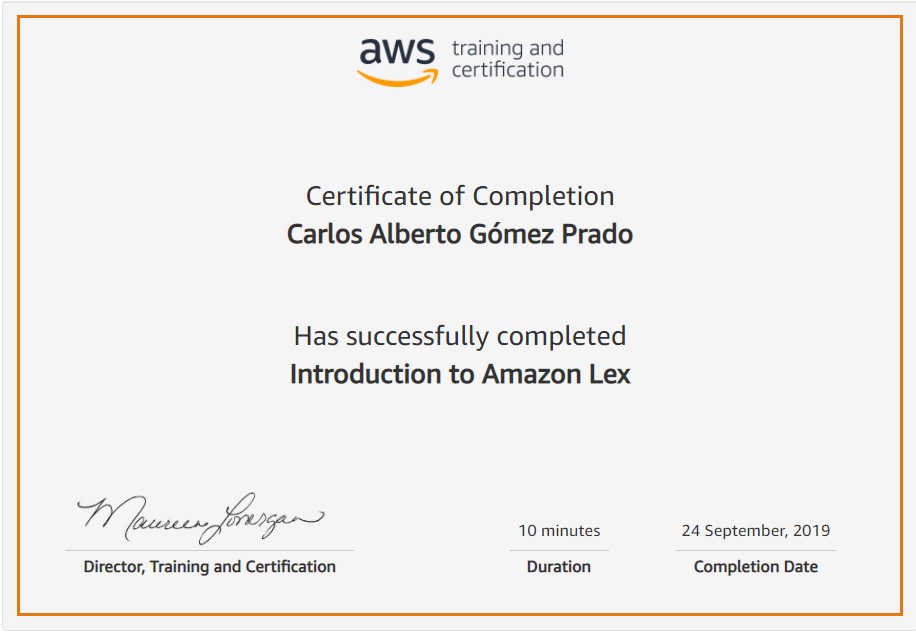 aws training and
certification
Certificate of Completion
Carlos Alberto Gómez Prado
Has successfully completed
Introduction to Amazon Lex
Maureen Lonergan
10 minutes
24 September, 2019
Director, Training and Certification
Duration
Completion Date